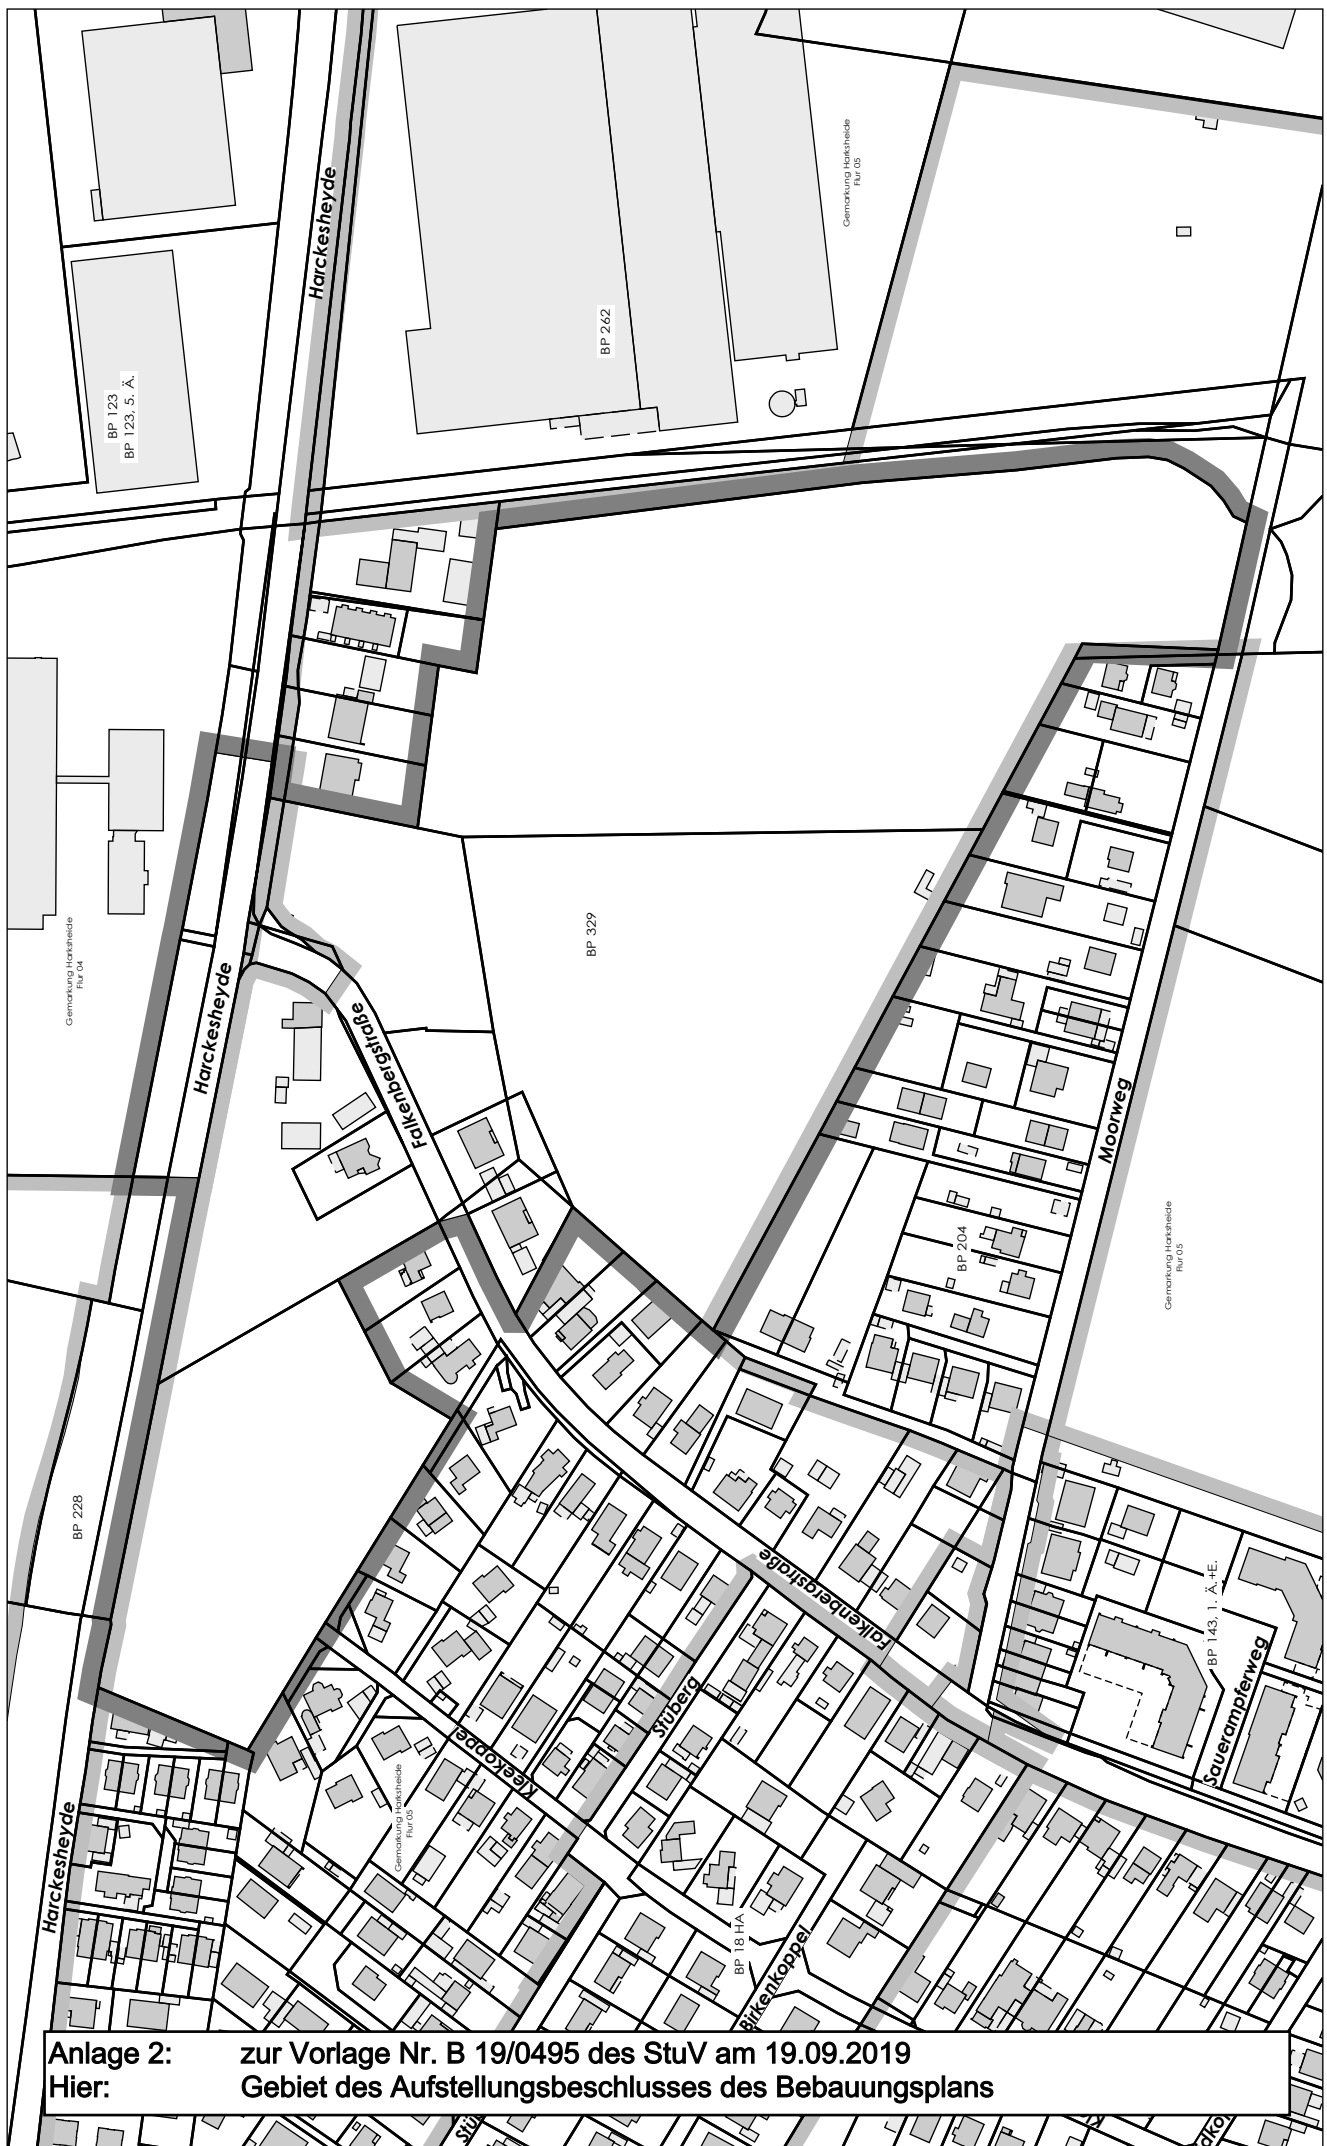 Harckesheyde
Gemarkung Harksheide
Flur 05
BP 262
BP 123
BP 123, 5. Ä.
Gemarkung Harksheide
Flur 04
BP 329
Harckesheyde
Falkenbergstraße
Moorweg
BP 204
Gemarkung Harksheide
Flur 05
BP 228
Falkenbergstraße
BP 143, 1. Ä.+E.
Sauerampferweg
Stüberg
Kleekoppel
Gemarkung Harksheide
Flur 05
Harckesheyde
BP 18 HA
Birkenkoppel
Anlage 2: zur Vorlage Nr. B 19/0495 des StuV am 19.09.2019
Hier: Gebiet des Aufstellungsbeschlusses des Bebauungsplans